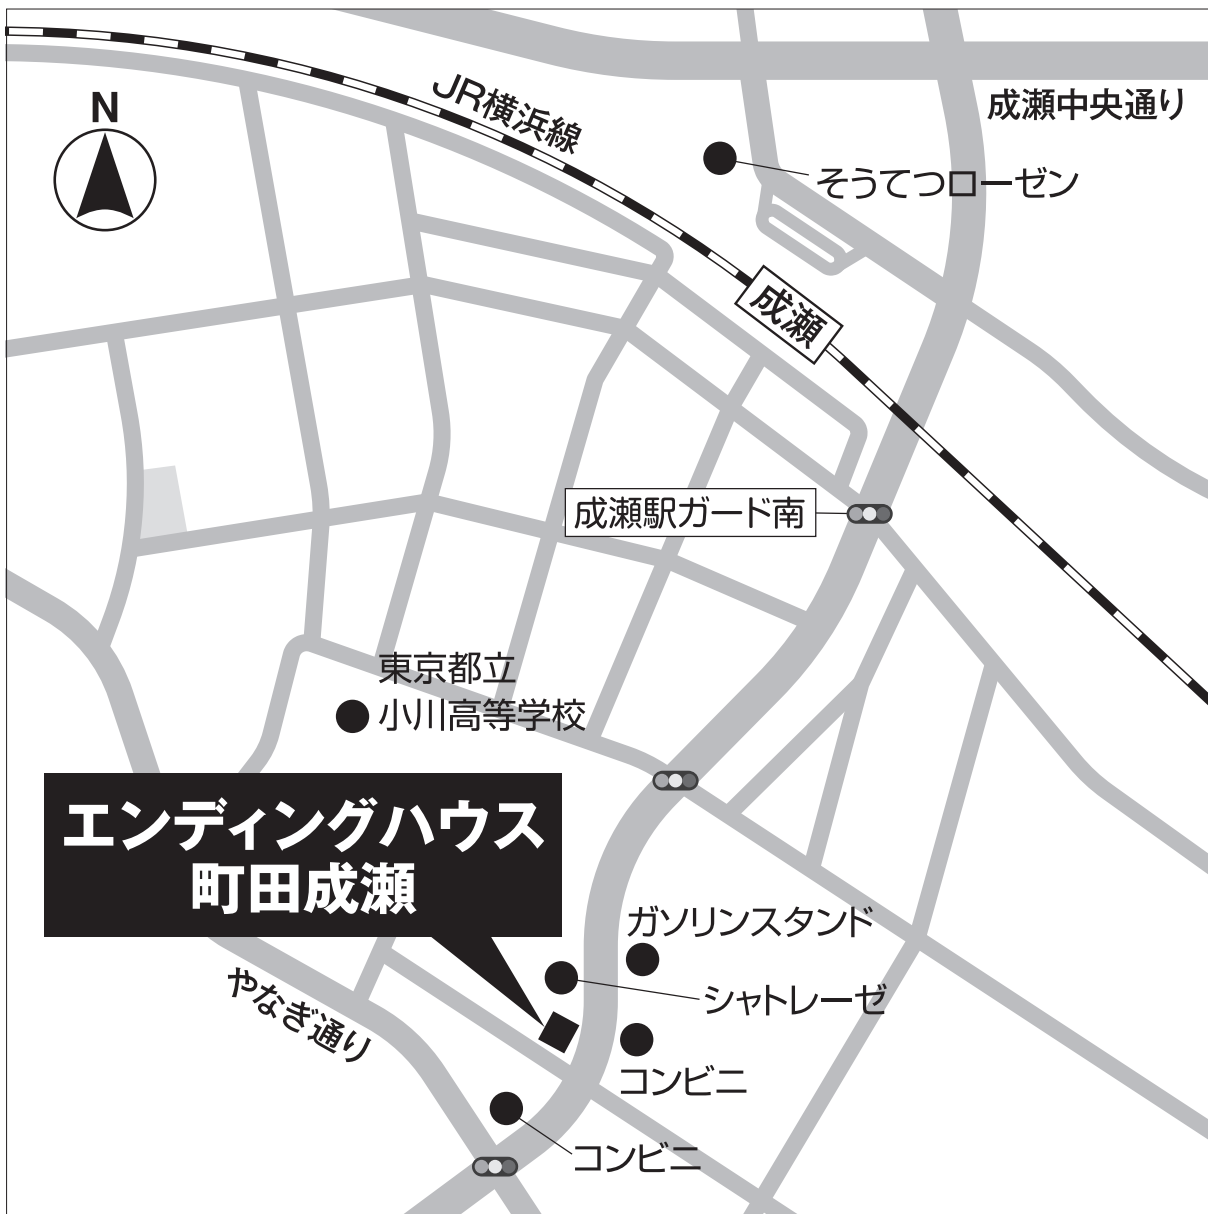 N
JR横浜線
成瀬中央通り
そうてつローゼン
成瀬
成瀬駅ガード南
東京都立
小川高等学校
エンディングハウス
町田成瀬
ガソリンスタンド
シャトレーゼ
やなぎ通り
コンビニ
コンビニ